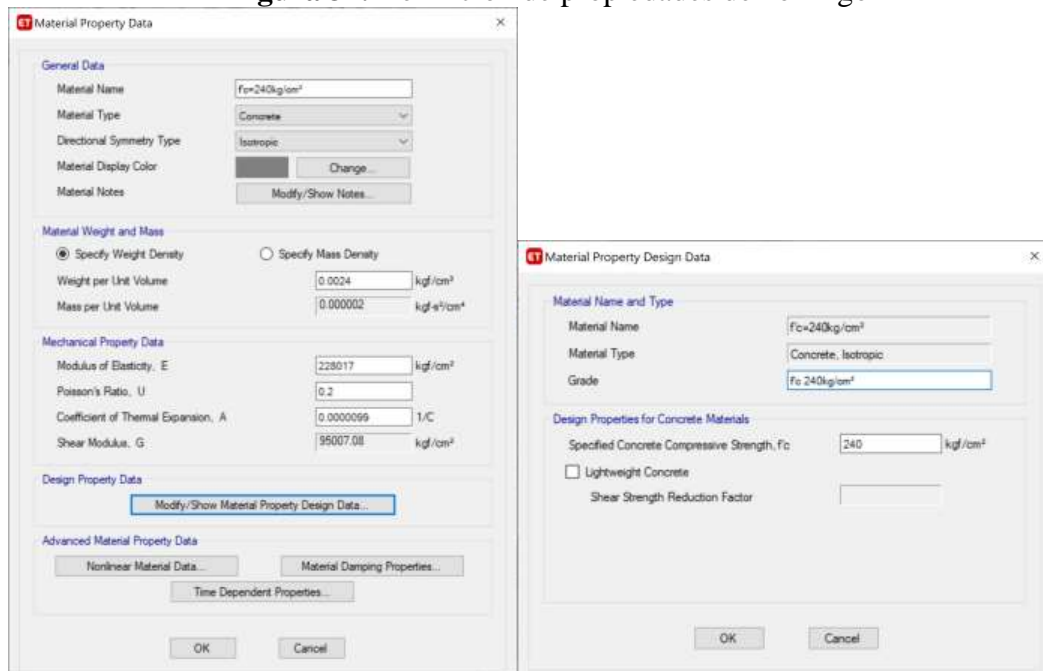 Material Property Data
General Data
Material Name f'c=240kg/cm²
Material Type Concrete
Directional Symmetry Type Isotropic
Material Display Color Change...
Material Notes Modify/Show Notes...
Material Weight and Mass
Specify Weight Density Specify Mass Density
Weight per Unit Volume 0.0024 kgf/cm³
Mass per Unit Volume 0.000002 kgf-s²/cm⁴
Mechanical Property Data
Modulus of Elasticity, E 228017 kgf/cm²
Poisson's Ratio, U 0.2
Coefficient of Thermal Expansion, A 0.0000099 1/C
Shear Modulus, G 95007.08 kgf/cm²
Design Property Data
Modify/Show Material Property Design Data...
Advanced Material Property Data
Nonlinear Material Data... Material Damping Properties...
Time Dependent Properties...
OK Cancel
Material Property Design Data
Material Name and Type
Material Name f'c=240kg/cm²
Material Type Concrete, Isotropic
Grade f'c 240kg/cm²
Design Properties for Concrete Materials
Specified Concrete Compressive Strength, f'c 240 kgf/cm²
Lightweight Concrete
Shear Strength Reduction Factor
OK Cancel